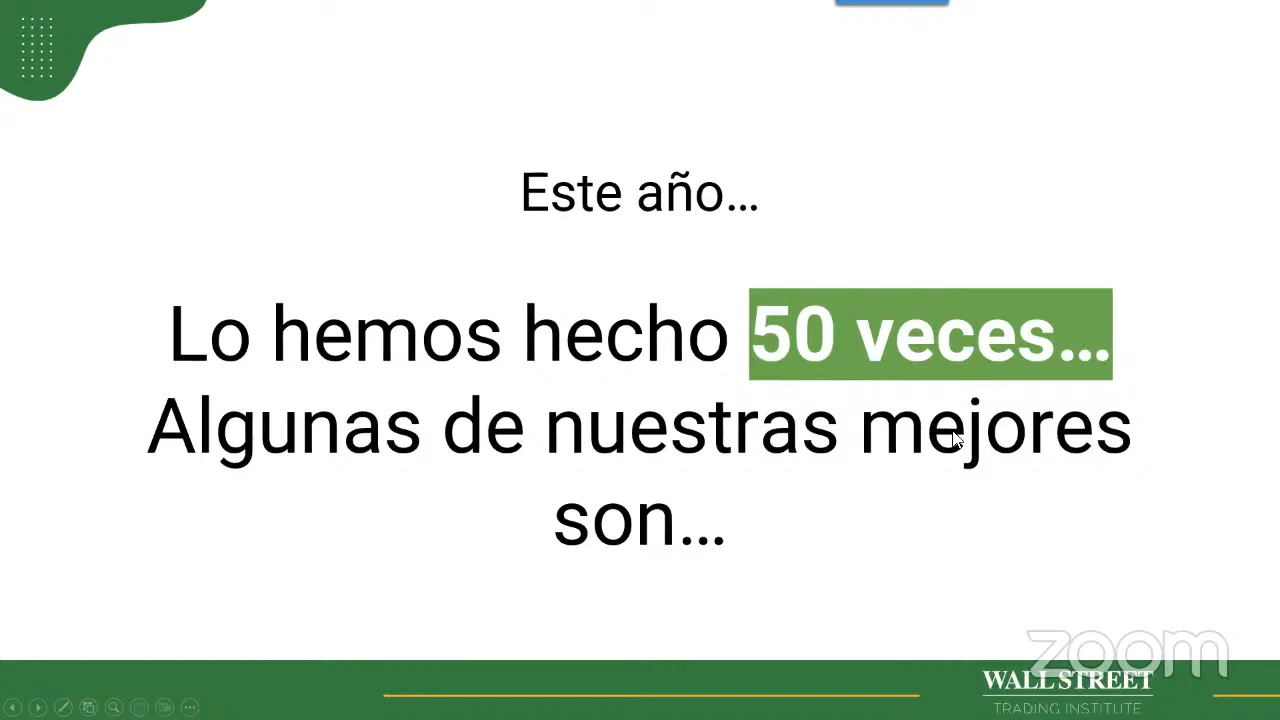 Este año…
Lo hemos hecho 50 veces…
Algunas de nuestras mejores
son…
zoom
WALL STREET
TRADING INSTITUTE